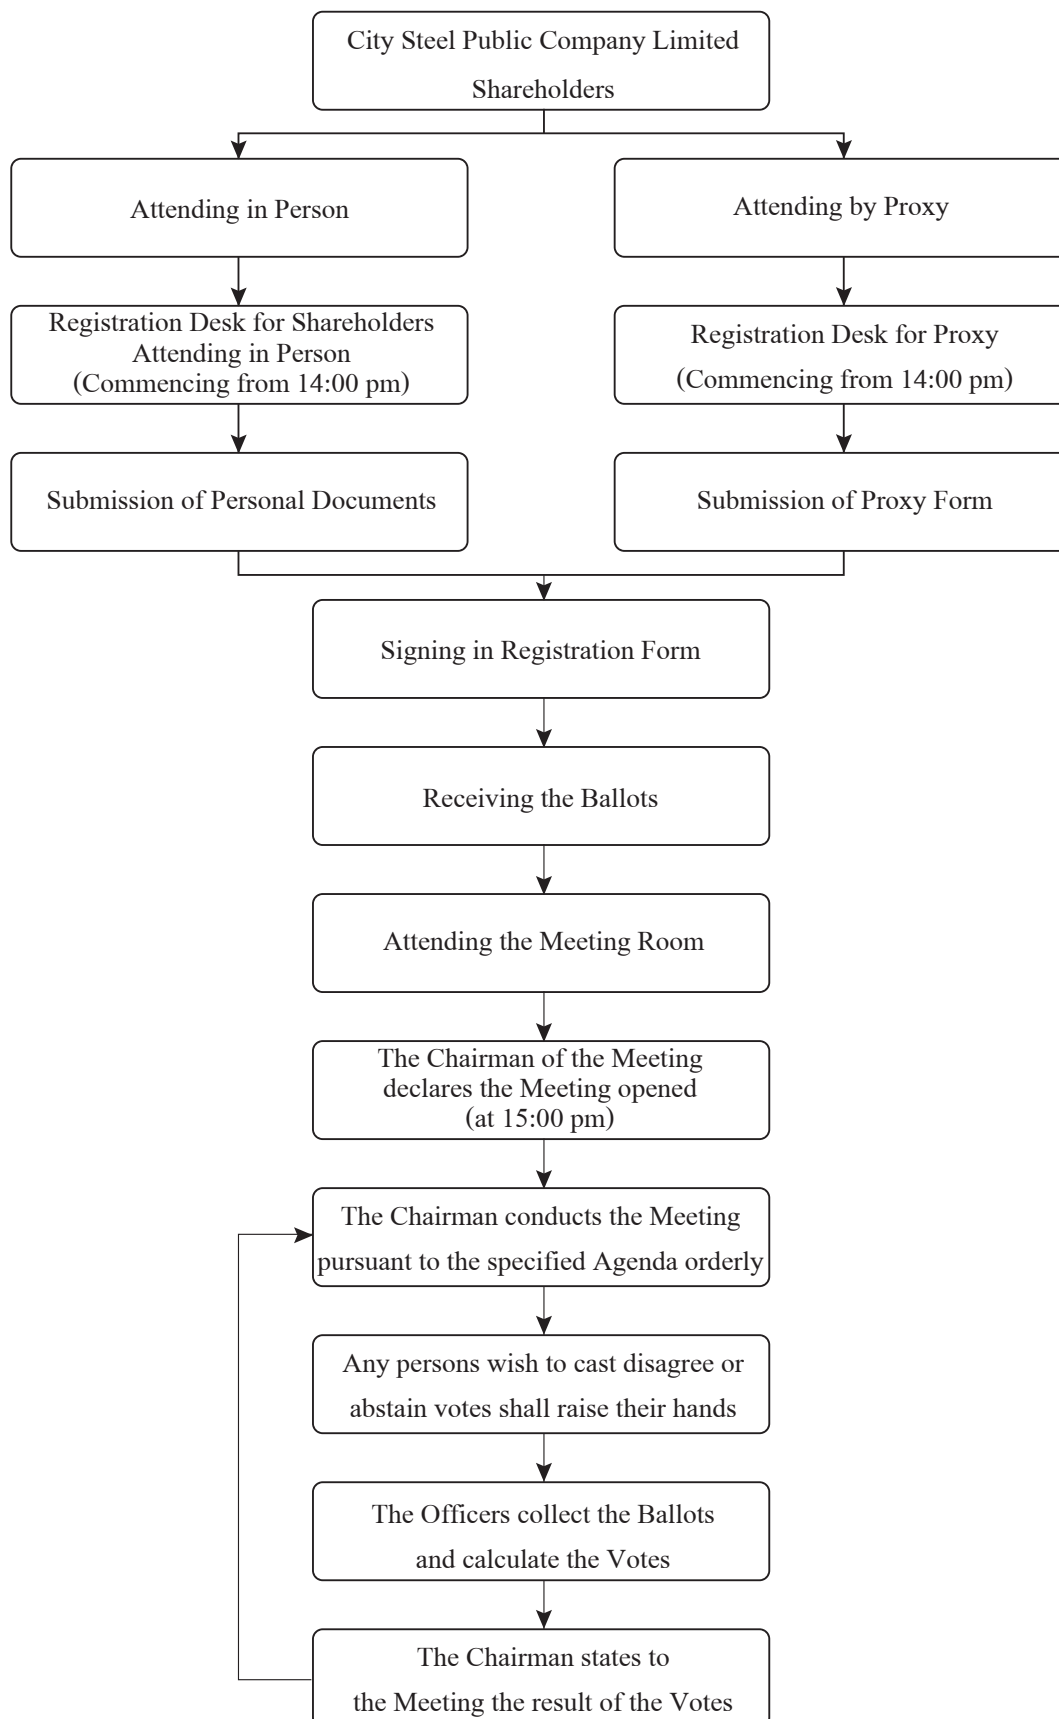 City Steel Public Company Limited
Shareholders
Attending in Person
Attending by Proxy
Registration Desk for Shareholders
Attending in Person
(Commencing from 14:00 pm)
Registration Desk for Proxy
(Commencing from 14:00 pm)
Submission of Personal Documents
Submission of Proxy Form
Signing in Registration Form
Receiving the Ballots
Attending the Meeting Room
The Chairman of the Meeting
declares the Meeting opened
(at 15:00 pm)
The Chairman conducts the Meeting
pursuant to the specified Agenda orderly
Any persons wish to cast disagree or
abstain votes shall raise their hands
The Officers collect the Ballots
and calculate the Votes
The Chairman states to
the Meeting the result of the Votes